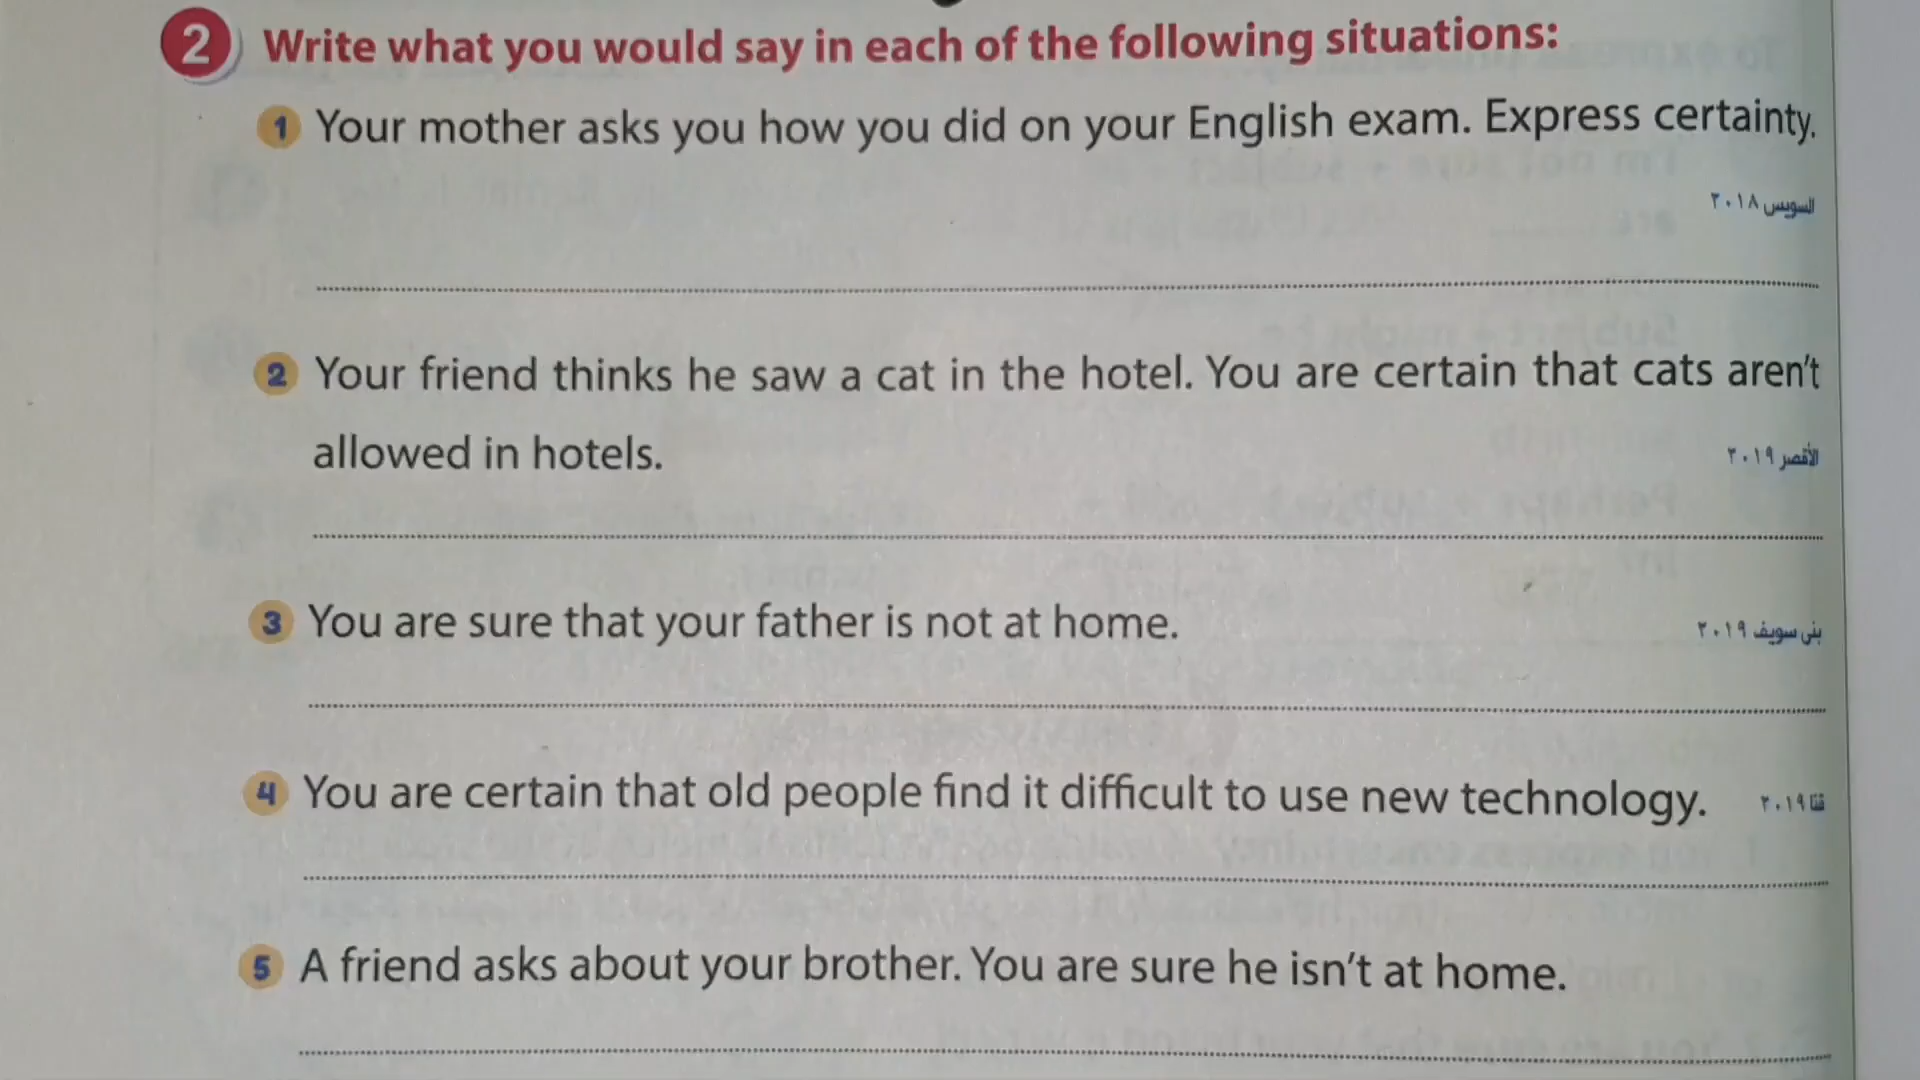 2 Write what you would say in each of the following situations:
1 Your mother asks you how you did on your English exam. Express certainty.
السويس ٢٠١٨
2 Your friend thinks he saw a cat in the hotel. You are certain that cats aren't
allowed in hotels. الأقصر ٢٠١٩
3 You are sure that your father is not at home. بنى سويف ٢٠١٩
4 You are certain that old people find it difficult to use new technology. قنا ٢٠١٩
5 A friend asks about your brother. You are sure he isn't at home.